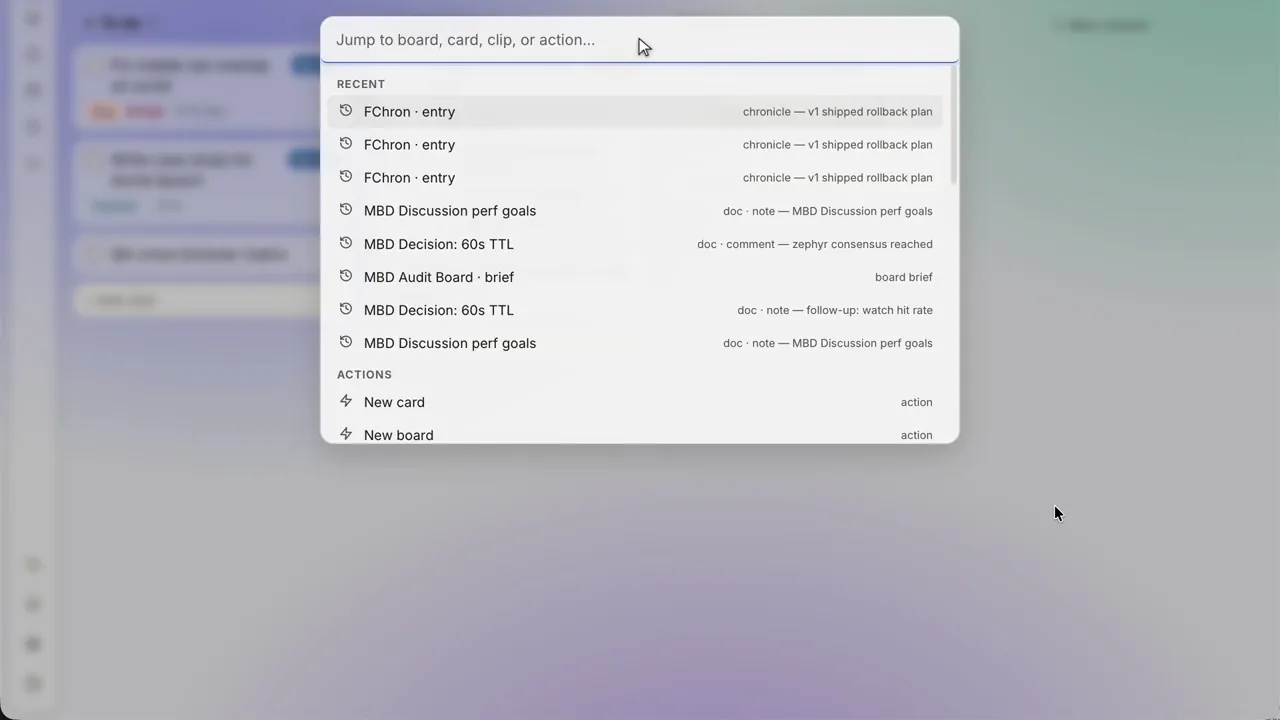 Jump to board, card, clip, or action...
RECENT
FChron · entry chronicle — v1 shipped rollback plan
FChron · entry chronicle — v1 shipped rollback plan
FChron · entry chronicle — v1 shipped rollback plan
MBD Discussion perf goals doc · note — MBD Discussion perf goals
MBD Decision: 60s TTL doc · comment — zephyr consensus reached
MBD Audit Board · brief board brief
MBD Decision: 60s TTL doc · note — follow-up: watch hit rate
MBD Discussion perf goals doc · note — MBD Discussion perf goals
ACTIONS
New card action
New board action